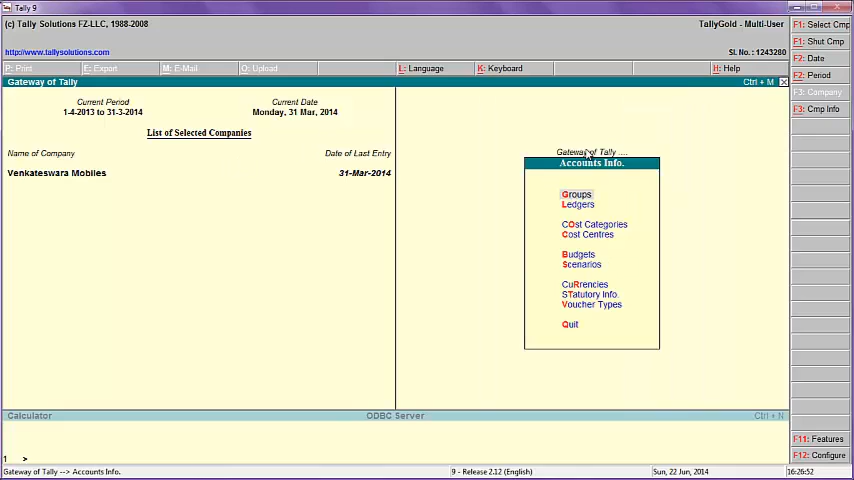 Tally 9
(c) Tally Solutions FZ-LLC, 1988-2008
TallyGold - Multi-User
http://www.tallysolutions.com
Sl. No. : 1243280
P: Print
E: Export
M: E-Mail
O: Upload
L: Language
K: Keyboard
H: Help
Gateway of Tally
Ctrl + M
Current Period
1-4-2013 to 31-3-2014
Current Date
Monday, 31 Mar, 2014
List of Selected Companies
Name of Company
Date of Last Entry
Venkateswara Mobiles
31-Mar-2014
Gateway of Tally ....
Accounts Info.
Groups
Ledgers
COst Categories
Cost Centres
Budgets
Scenarios
CuRrencies
STatutory Info.
Voucher Types
Quit
F1: Select Cmp
F1: Shut Cmp
F2: Date
F2: Period
F3: Company
F3: Cmp Info
F11: Features
F12: Configure
Calculator
ODBC Server
Ctrl + N
1 >
Gateway of Tally --> Accounts Info.
9 - Release 2.12 (English)
Sun, 22 Jun, 2014
16:26:52